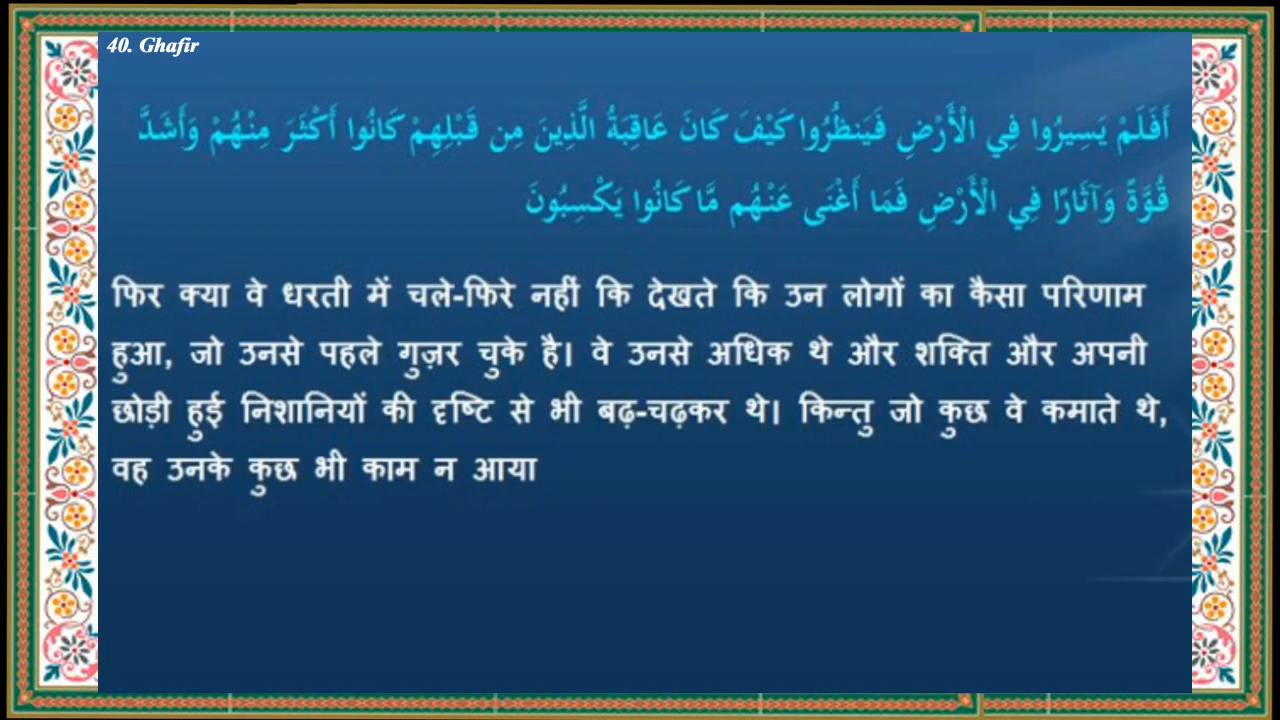 40. Ghafir
أَفَلَمْ يَسِيرُوا فِي الْأَرْضِ فَيَنظُرُوا كَيْفَ كَانَ عَاقِبَةُ الَّذِينَ مِن قَبْلِهِمْ كَانُوا أَكْثَرَ مِنْهُمْ وَأَشَدَّ
قُوَّةً وَآثَارًا فِي الْأَرْضِ فَمَا أَغْنَى عَنْهُم مَّا كَانُوا يَكْسِبُونَ
फिर क्या वे धरती में चले-फिरे नहीं कि देखते कि उन लोगों का कैसा परिणाम
हुआ, जो उनसे पहले गुज़र चुके है। वे उनसे अधिक थे और शक्ति और अपनी
छोड़ी हुई निशानियों की दृष्टि से भी बढ़-चढ़कर थे। किन्तु जो कुछ वे कमाते थे,
वह उनके कुछ भी काम न आया